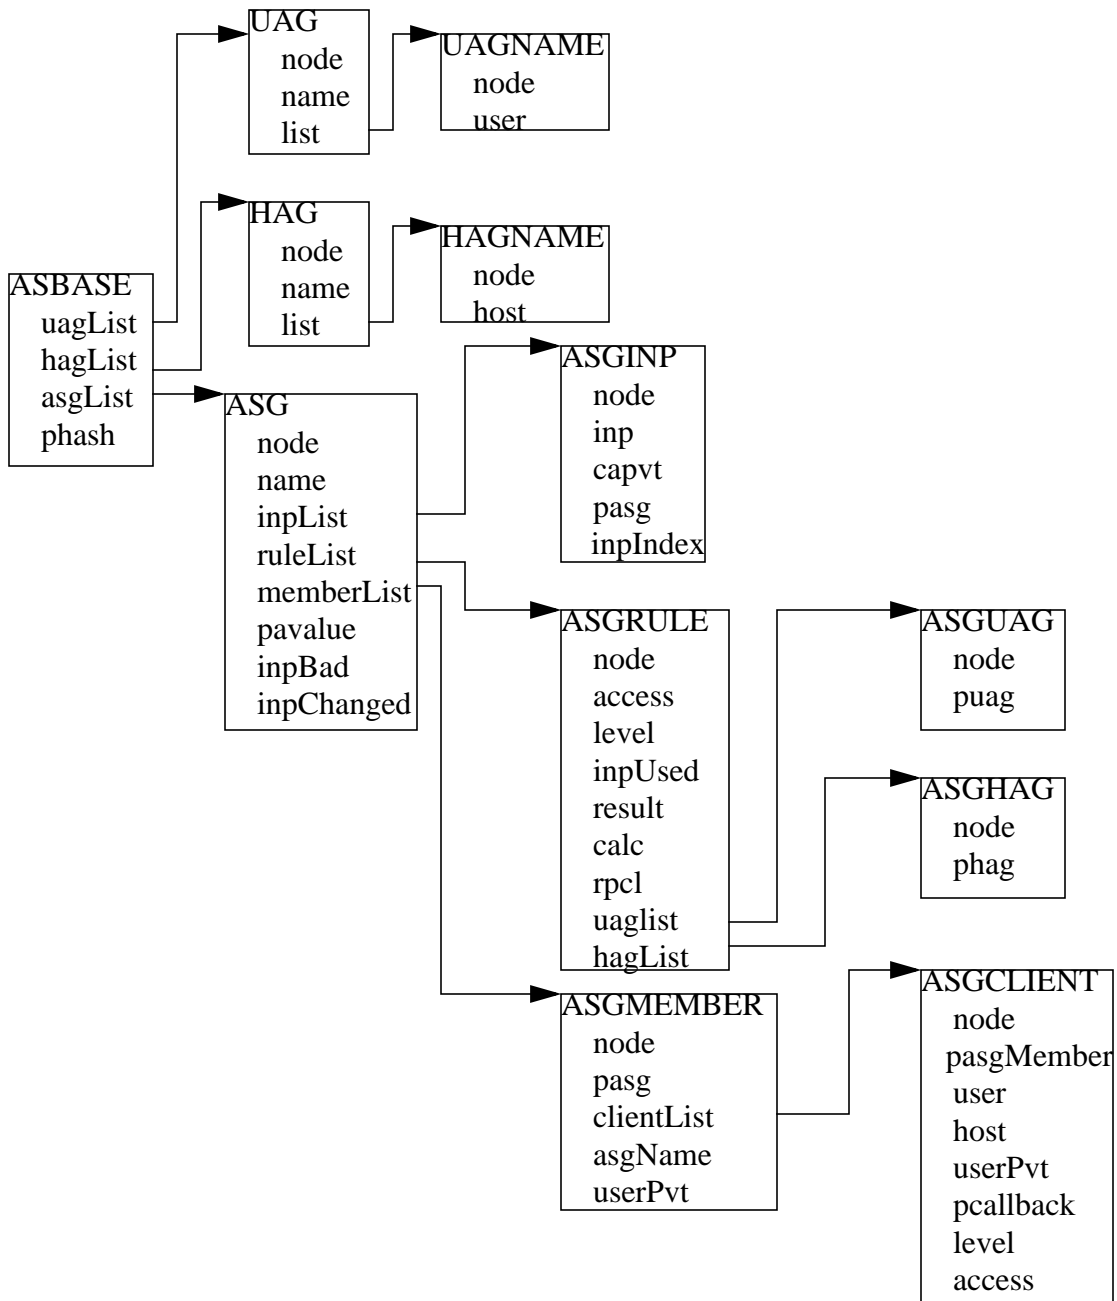 UAG
node
name
list
UAGNAME
node
user
HAG
node
name
list
HAGNAME
node
host
ASBASE
uagList
hagList
asgList
phash
ASG
node
name
inpList
ruleList
memberList
pavalue
inpBad
inpChanged
ASGINP
node
inp
capvt
pasg
inpIndex
ASGRULE
node
access
level
inpUsed
result
calc
rpcl
uaglist
hagList
ASGUAG
node
puag
ASGHAG
node
phag
ASGMEMBER
node
pasg
clientList
asgName
userPvt
ASGCLIENT
node
pasgMember
user
host
userPvt
pcallback
level
access